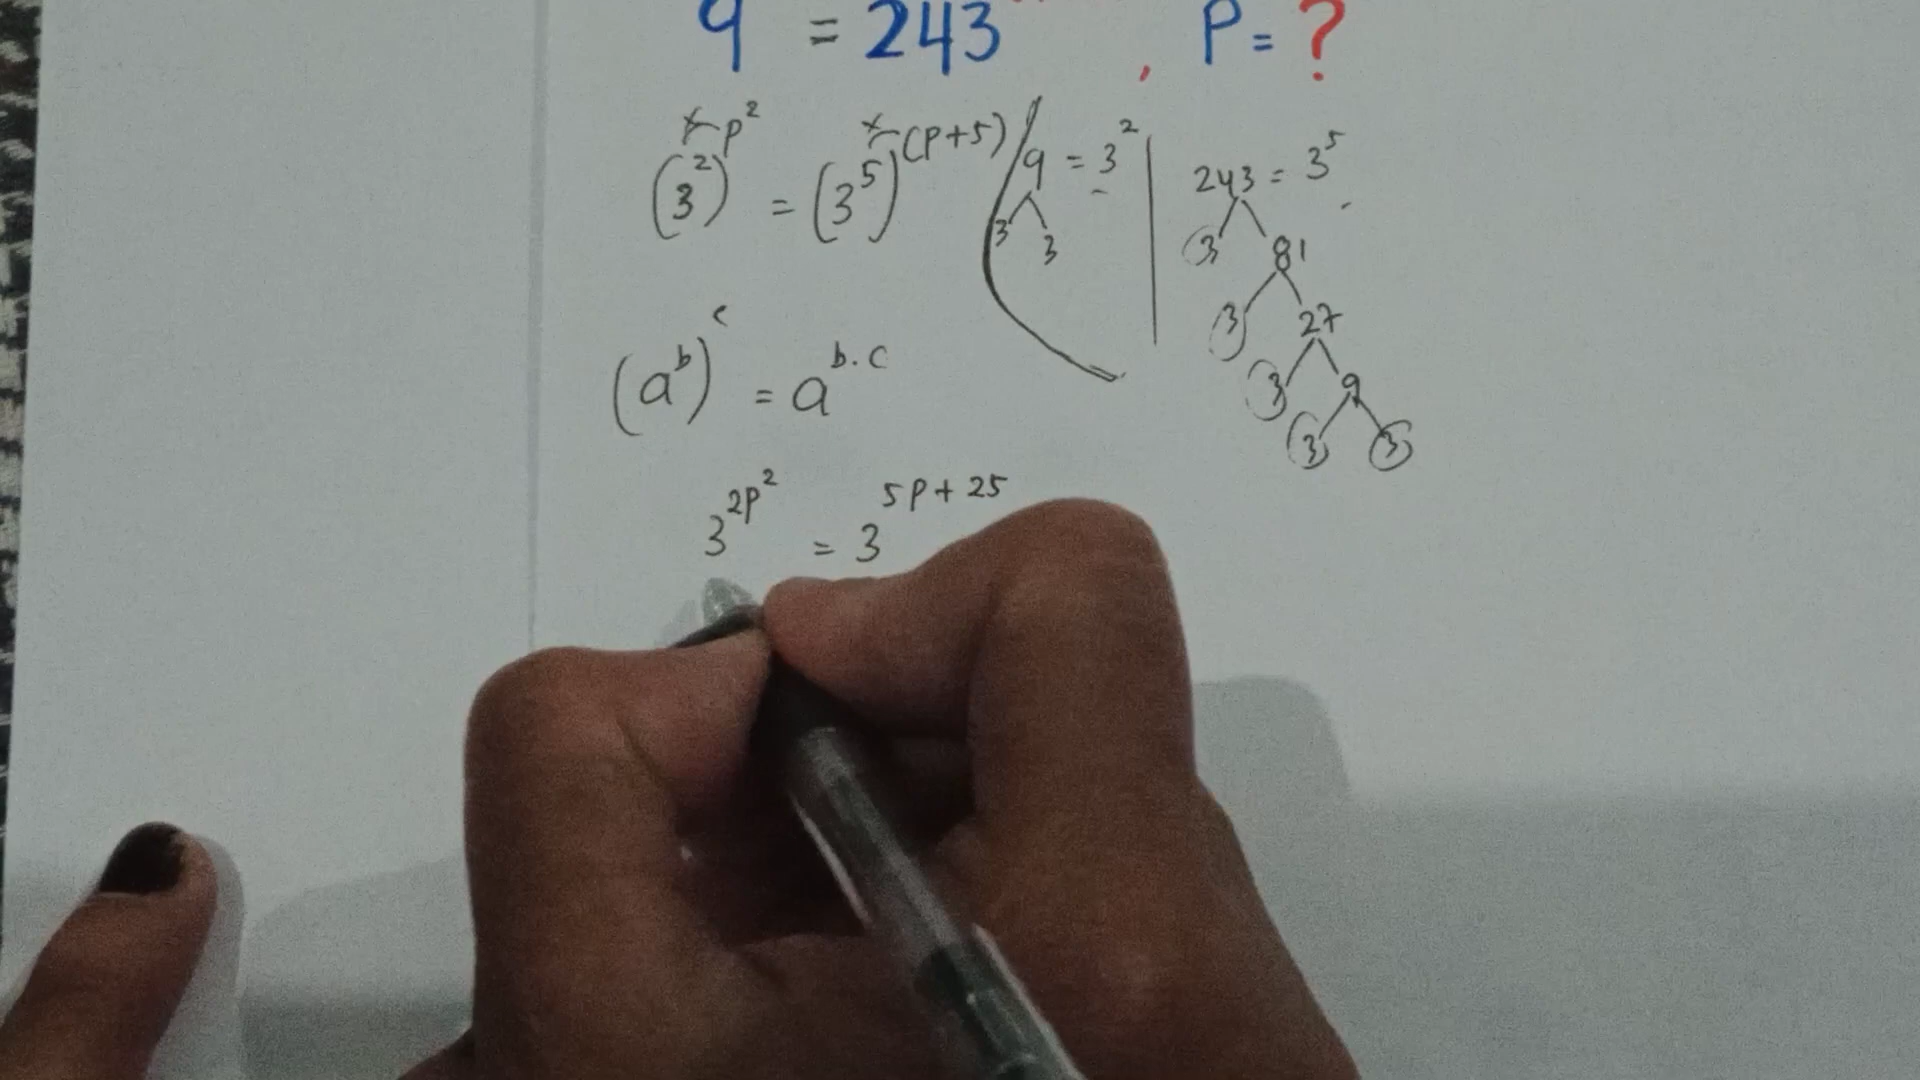 9 = 243 , P = ?
(3²)^p² = (3⁵)^(P+5)
9 = 3²
3 3
243 = 3⁵
3 81
3 27
3 9
3 3
(a^b)^c = a^b.c
3^2p² = 3^5P+25